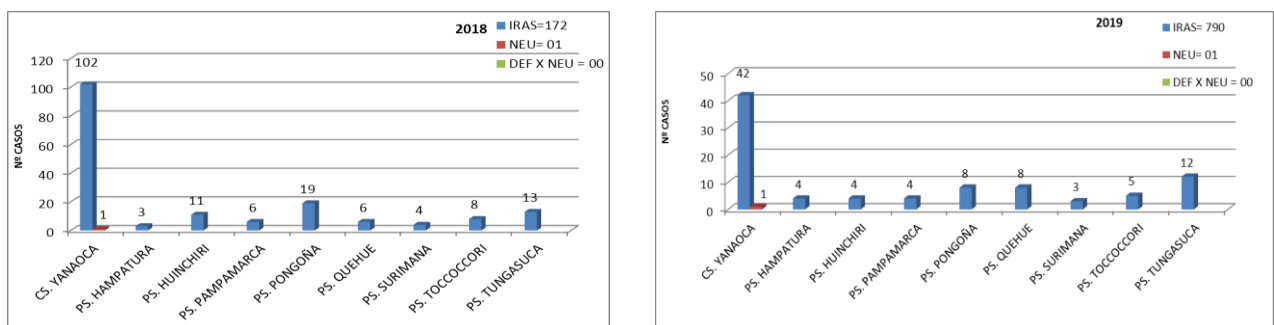 2018
IRAS=172
NEU= 01
DEF X NEU = 00
Nº CASOS
120
100
80
60
40
20
0
102
1
3
11
6
19
6
4
8
13
CS. YANAOCA
PS. HAMPATURA
PS. HUINCHIRI
PS. PAMPAMARCA
PS. PONGOÑA
PS. QUEHUE
PS. SURIMANA
PS. TOCCOCCORI
PS. TUNGASUCA
2019
IRAS= 790
NEU= 01
DEF X NEU = 00
Nº CASOS
50
40
30
20
10
0
42
1
4
4
4
8
8
3
5
12
CS. YANAOCA
PS. HAMPATURA
PS. HUINCHIRI
PS. PAMPAMARCA
PS. PONGOÑA
PS. QUEHUE
PS. SURIMANA
PS. TOCCOCCORI
PS. TUNGASUCA